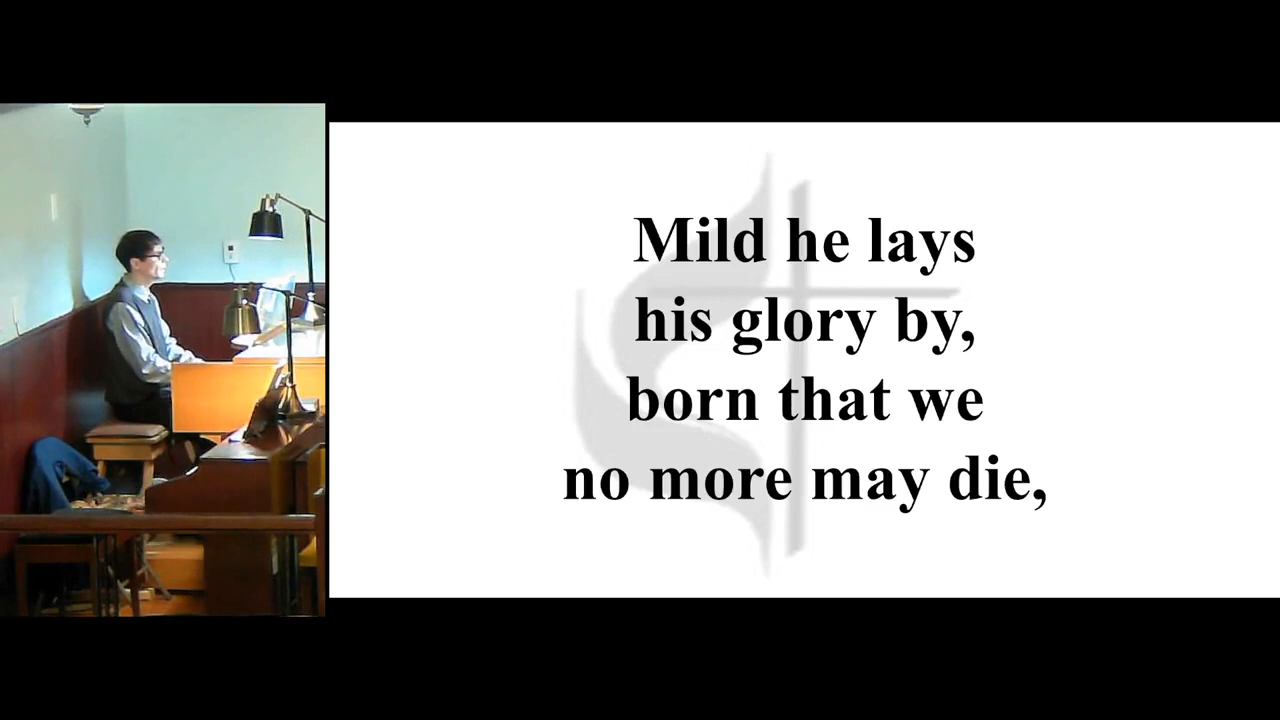 Mild he lays
his glory by,
born that we
no more may die,